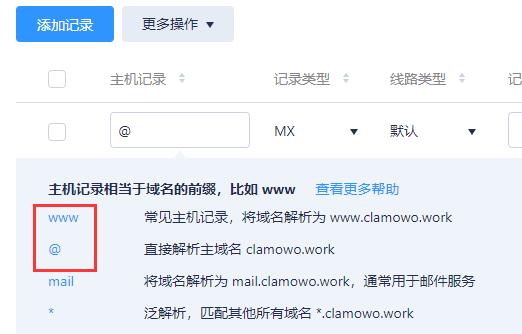 添加记录 更多操作
主机记录 记录类型 线路类型
@ MX 默认
主机记录相当于域名的前缀，比如 www 查看更多帮助
www 常见主机记录，将域名解析为 www.clamowo.work
@ 直接解析主域名 clamowo.work
mail 将域名解析为 mail.clamowo.work，通常用于邮件服务
* 泛解析，匹配其他所有域名 *.clamowo.work